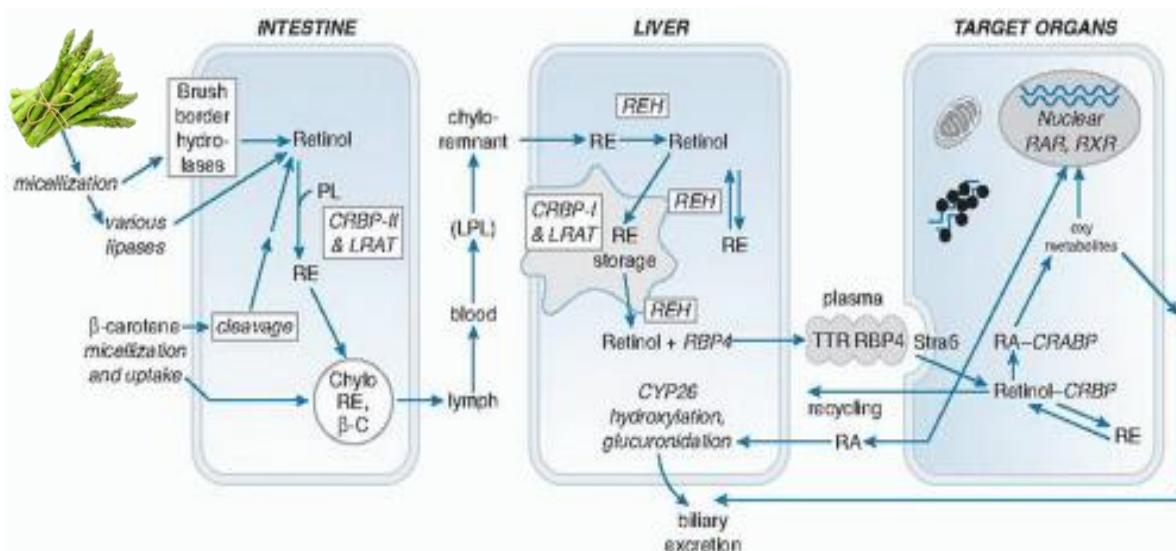 INTESTINE
Brush
border
hydro-
lases
Retinol
micellization
various
lipases
PL
CRBP-II
& LRAT
RE
β-carotene
micellization
and uptake
cleavage
Chylo
RE,
β-C
lymph
blood
(LPL)
chylo-
remnant
LIVER
REH
RE
Retinol
CRBP-I
& LRAT
RE
storage
REH
RE
REH
Retinol + RBP4
CYP26
hydroxylation,
glucuronidation
biliary
excretion
plasma
TTR RBP4
Stra6
recycling
RA
TARGET ORGANS
Nuclear
RAR, RXR
oxy
metabolites
RA–CRABP
Retinol–CRBP
RE